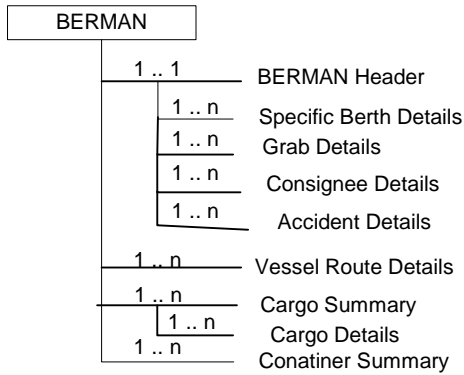 BERMAN
1 .. 1 BERMAN Header
1 .. n Specific Berth Details
1 .. n Grab Details
1 .. n Consignee Details
1 .. n Accident Details
1 .. n Vessel Route Details
1 .. n Cargo Summary
1 .. n Cargo Details
1 .. n Conatiner Summary